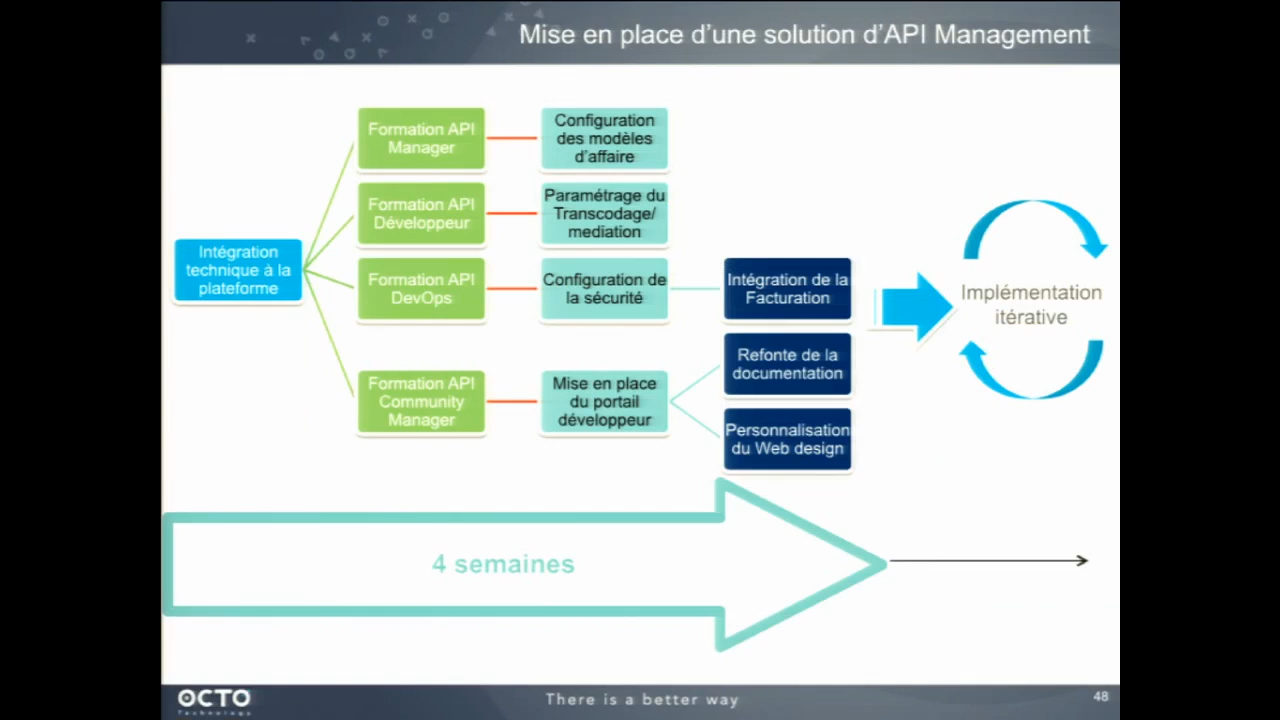 Mise en place d'une solution d'API Management
Formation API
Manager
Configuration
des modèles
d'affaire
Formation API
Développeur
Paramétrage du
Transcodage/
mediation
Intégration
technique à la
plateforme
Formation API
DevOps
Configuration de
la sécurité
Intégration de la
Facturation
Implémentation
itérative
Refonte de la
documentation
Formation API
Community
Manager
Mise en place
du portail
développeur
Personnalisation
du Web design
4 semaines
OCTO
Technology
There is a better way
48